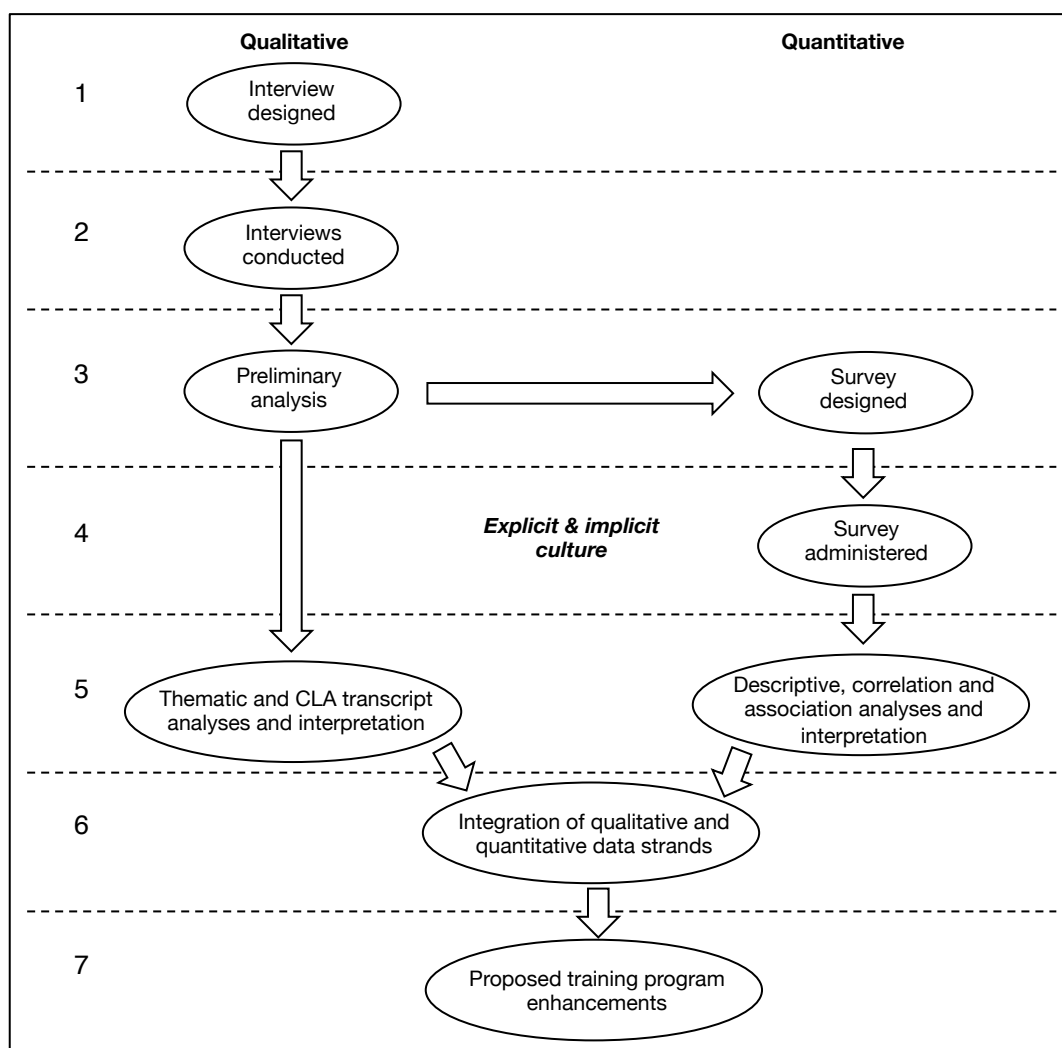 Qualitative
Quantitative
1
Interview
designed
2
Interviews
conducted
3
Preliminary
analysis
Survey
designed
4
Explicit & implicit
culture
Survey
administered
5
Thematic and CLA transcript
analyses and interpretation
Descriptive, correlation and
association analyses and
interpretation
6
Integration of qualitative and
quantitative data strands
7
Proposed training program
enhancements